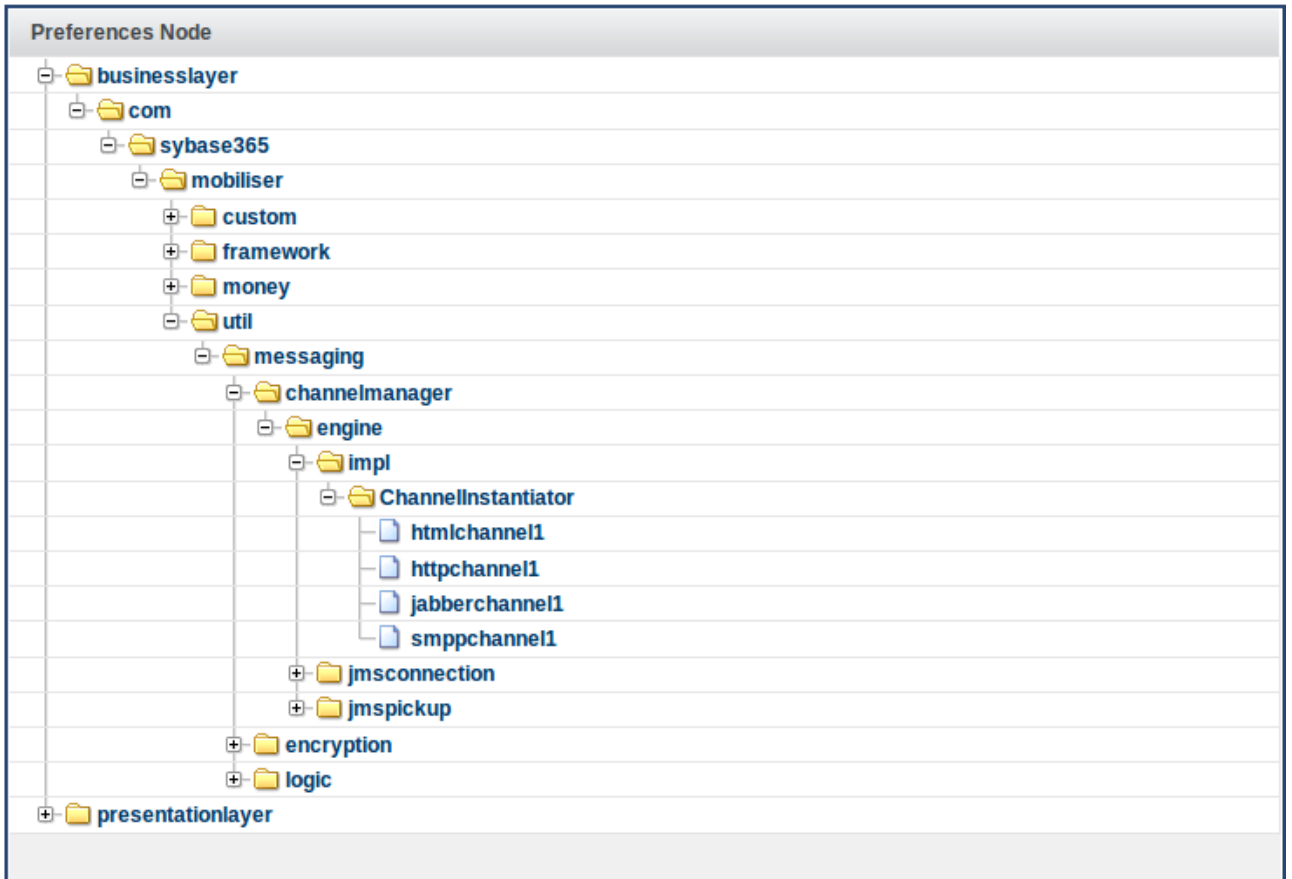 Preferences Node
businesslayer
com
sybase365
mobiliser
custom
framework
money
util
messaging
channelmanager
engine
impl
ChannelInstantiator
htmlchannel1
httpchannel1
jabberchannel1
smppchannel1
jmsconnection
jmspickup
encryption
logic
presentationlayer